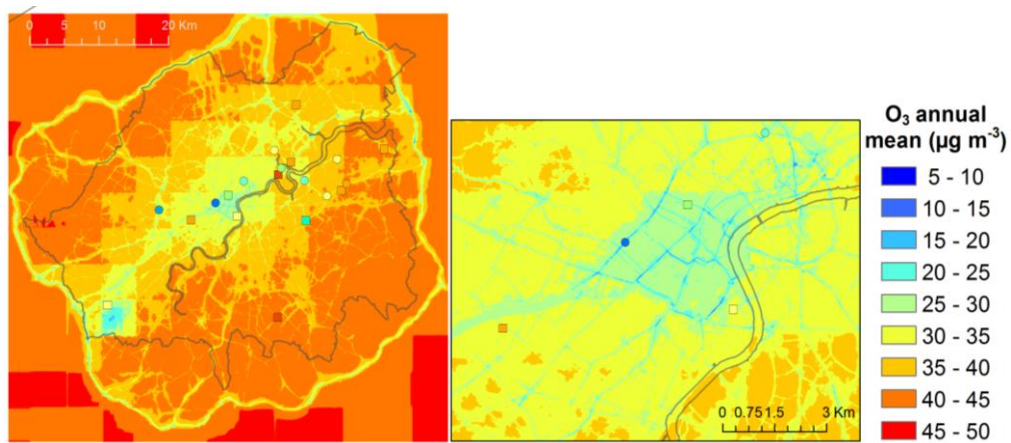 0 5 10 20 Km
O₃ annual
mean (µg m⁻³)
5 - 10
10 - 15
15 - 20
20 - 25
25 - 30
30 - 35
35 - 40
40 - 45
45 - 50
0 0.75 1.5 3 Km